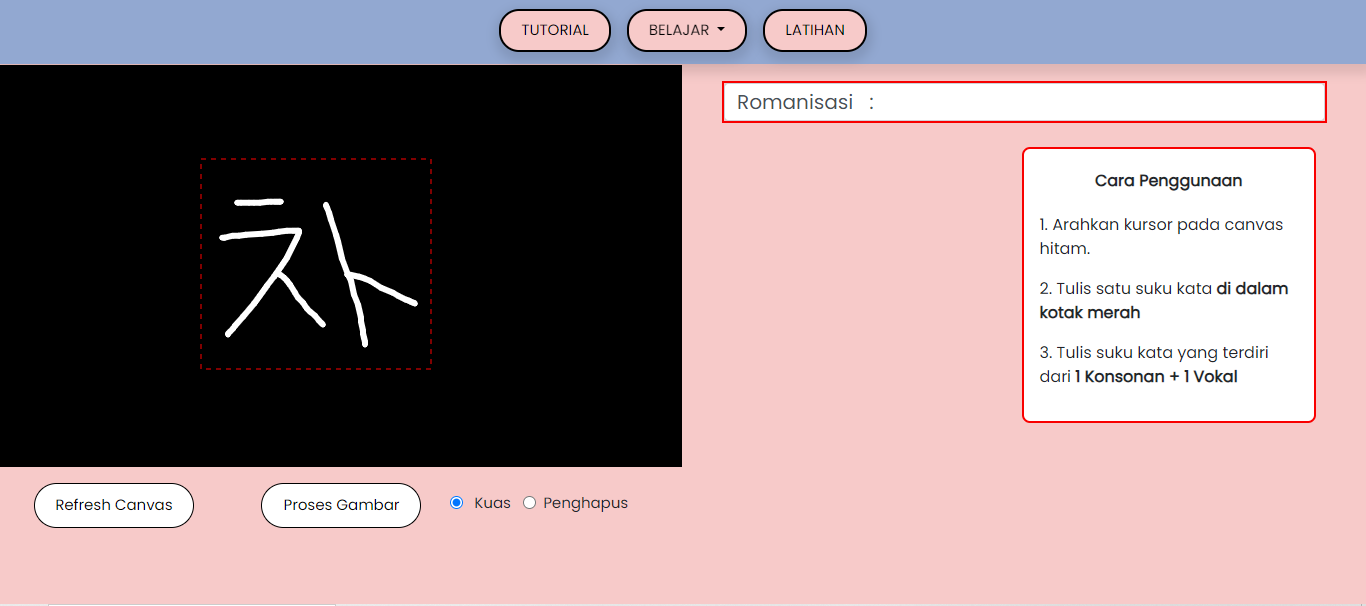 TUTORIAL
BELAJAR
LATIHAN
차
Romanisasi :
Cara Penggunaan
1. Arahkan kursor pada canvas
hitam.
2. Tulis satu suku kata di dalam
kotak merah
3. Tulis suku kata yang terdiri
dari 1 Konsonan + 1 Vokal
Refresh Canvas
Proses Gambar
Kuas
Penghapus